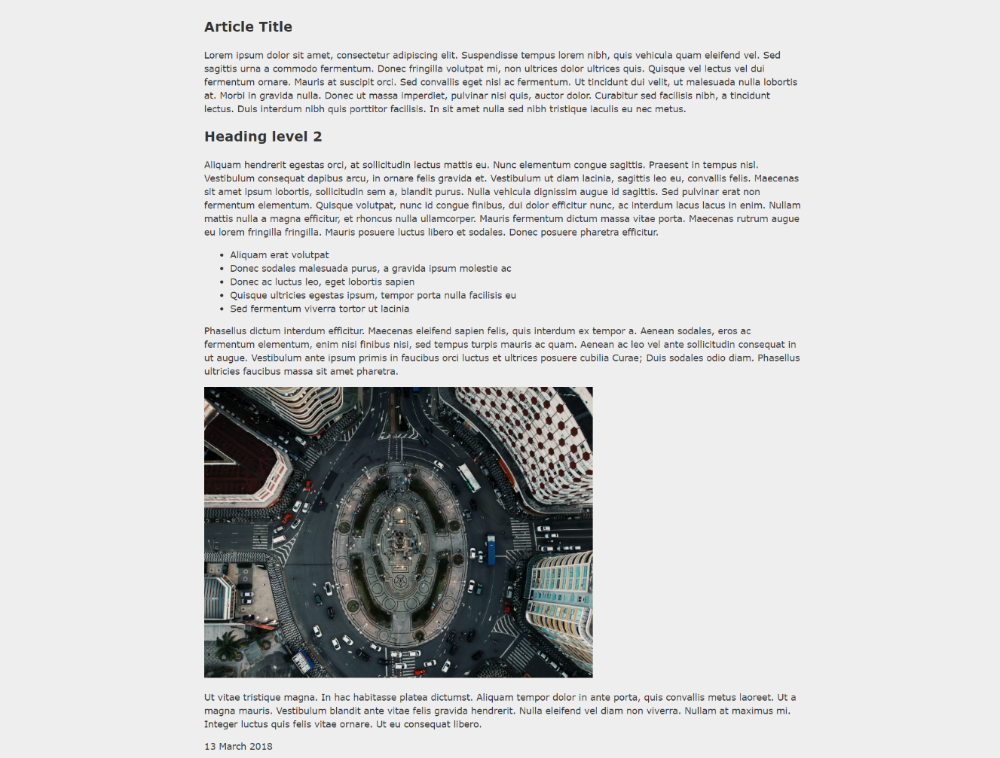 Article Title
Lorem ipsum dolor sit amet, consectetur adipiscing elit. Suspendisse tempus lorem nibh, quis vehicula quam eleifend vel. Sed
sagittis urna a commodo fermentum. Donec fringilla volutpat mi, non ultrices dolor ultrices quis. Quisque vel lectus vel dui
fermentum ornare. Mauris at suscipit orci. Sed convallis eget nisl ac fermentum. Ut tincidunt dui velit, ut malesuada nulla lobortis
at. Morbi in gravida nulla. Donec ut massa imperdiet, pulvinar nisi quis, auctor dolor. Curabitur sed facilisis nibh, a tincidunt
lectus. Duis interdum nibh quis porttitor facilisis. In sit amet nulla sed nibh tristique iaculis eu nec metus.
Heading level 2
Aliquam hendrerit egestas orci, at sollicitudin lectus mattis eu. Nunc elementum congue sagittis. Praesent in tempus nisl.
Vestibulum consequat dapibus arcu, in ornare felis gravida et. Vestibulum ut diam lacinia, sagittis leo eu, convallis felis. Maecenas
sit amet ipsum lobortis, sollicitudin sem a, blandit purus. Nulla vehicula dignissim augue id sagittis. Sed pulvinar erat non
fermentum elementum. Quisque volutpat, nunc id congue finibus, dui dolor efficitur nunc, ac interdum lacus lacus in enim. Nullam
mattis nulla a magna efficitur, et rhoncus nulla ullamcorper. Mauris fermentum dictum massa vitae porta. Maecenas rutrum augue
eu lorem fringilla fringilla. Mauris posuere luctus libero et sodales. Donec posuere pharetra efficitur.
• Aliquam erat volutpat
• Donec sodales malesuada purus, a gravida ipsum molestie ac
• Donec ac luctus leo, eget lobortis sapien
• Quisque ultricies egestas ipsum, tempor porta nulla facilisis eu
• Sed fermentum viverra tortor ut lacinia
Phasellus dictum interdum efficitur. Maecenas eleifend sapien felis, quis interdum ex tempor a. Aenean sodales, eros ac
fermentum elementum, enim nisi finibus nisi, sed tempus turpis mauris ac quam. Aenean ac leo vel ante sollicitudin consequat in
ut augue. Vestibulum ante ipsum primis in faucibus orci luctus et ultrices posuere cubilia Curae; Duis sodales odio diam. Phasellus
ultricies faucibus massa sit amet pharetra.
Ut vitae tristique magna. In hac habitasse platea dictumst. Aliquam tempor dolor in ante porta, quis convallis metus laoreet. Ut a
magna mauris. Vestibulum blandit ante vitae felis gravida hendrerit. Nulla eleifend vel diam non viverra. Nullam at maximus mi.
Integer luctus quis felis vitae ornare. Ut eu consequat libero.
13 March 2018